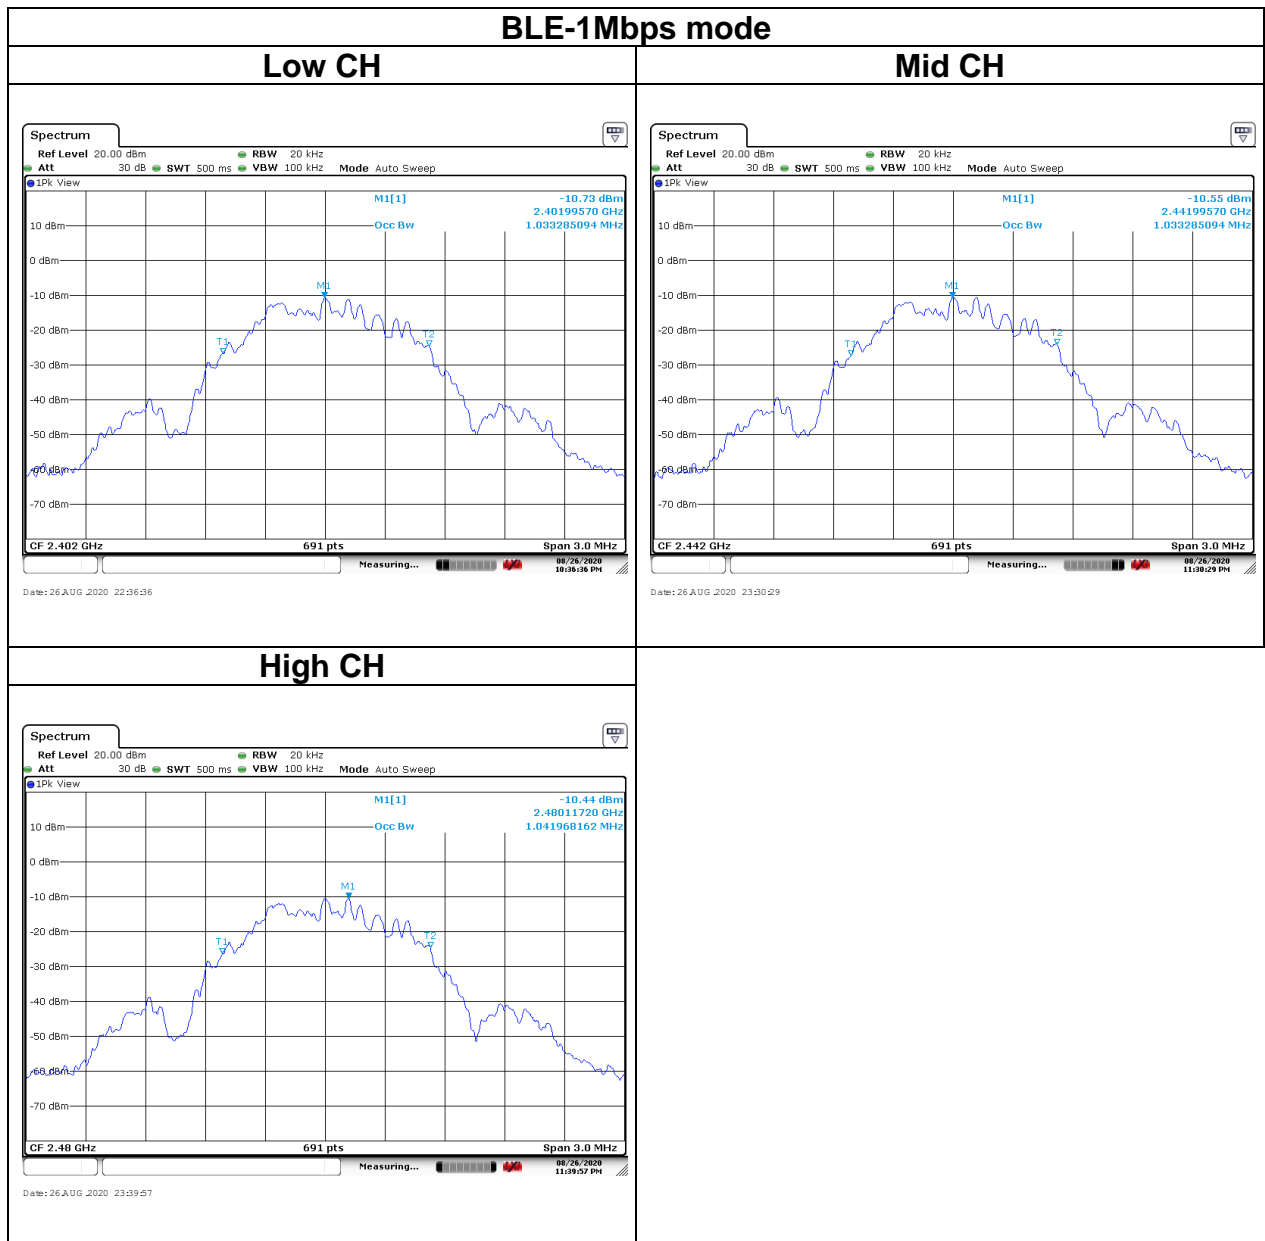 BLE-1Mbps mode
Low CH
Mid CH
Spectrum
Ref Level 20.00 dBm RBW 20 kHz
Att 30 dB SWT 500 ms VBW 100 kHz Mode Auto Sweep
1Pk View
M1[1] -10.73 dBm
2.40199570 GHz
Occ Bw 1.033285094 MHz
10 dBm
0 dBm
-10 dBm
-20 dBm
-30 dBm
-40 dBm
-50 dBm
-60 dBm
-70 dBm
M1
T1
T2
CF 2.402 GHz 691 pts Span 3.0 MHz
Measuring... 08/26/2020
10:36:36 PM
Date: 26.AUG.2020 22:36:36
Spectrum
Ref Level 20.00 dBm RBW 20 kHz
Att 30 dB SWT 500 ms VBW 100 kHz Mode Auto Sweep
1Pk View
M1[1] -10.55 dBm
2.44199570 GHz
Occ Bw 1.033285094 MHz
10 dBm
0 dBm
-10 dBm
-20 dBm
-30 dBm
-40 dBm
-50 dBm
-60 dBm
-70 dBm
M1
T1
T2
CF 2.442 GHz 691 pts Span 3.0 MHz
Measuring... 08/26/2020
11:30:29 PM
Date: 26.AUG.2020 23:30:29
High CH
Spectrum
Ref Level 20.00 dBm RBW 20 kHz
Att 30 dB SWT 500 ms VBW 100 kHz Mode Auto Sweep
1Pk View
M1[1] -10.44 dBm
2.48011720 GHz
Occ Bw 1.041968162 MHz
10 dBm
0 dBm
-10 dBm
-20 dBm
-30 dBm
-40 dBm
-50 dBm
-60 dBm
-70 dBm
M1
T1
T2
CF 2.48 GHz 691 pts Span 3.0 MHz
Measuring... 08/26/2020
11:39:57 PM
Date: 26.AUG.2020 23:39:57